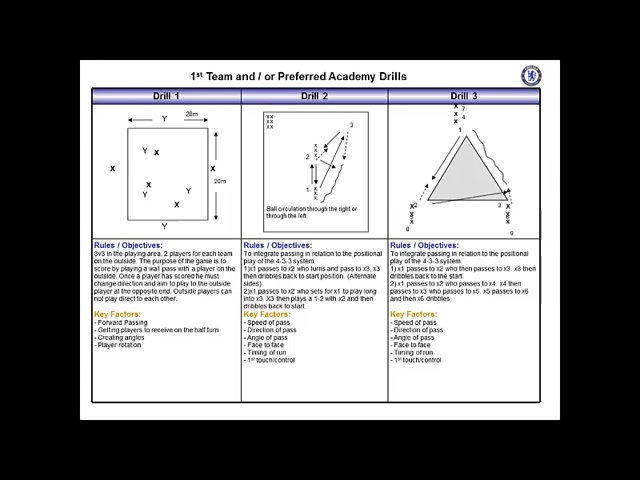 1st Team and / or Preferred Academy Drills
Drill 1
Drill 2
Drill 3
Y
26m
Y
X
X
X
20m
X
Y
Y
Y
X X
X X
X X
3
X
X
2 X
X
1 X
X
Ball circulation through the right or
through the left.
X
7
X
4
X
1
X
2
3
X
X
X
X
X
X
8
9
Rules / Objectives:
3v3 in the playing area, 2 players for each team
on the outside. The purpose of the game is to
score by playing a wall pass with a player on the
outside. Once a player has scored he must
change direction and aim to play to the outside
player at the opposite end. Outside players can
not play direct to each other.
Key Factors:
- Forward Passing
- Getting players to receive on the half turn
- Creating angles
- Player rotation
Rules / Objectives:
To integrate passing in relation to the positional
play of the 4-3-3 system
1)x1 passes to x2 who turns and pass to x3, x3
then dribbles back to start position. (Alternate
sides)
2)x1 passes to x2 who sets for x1 to play long
into x3. X3 then plays a 1-2 with x2 and then
dribbles back to start.
Key Factors:
- Speed of pass
- Direction of pass
- Angle of pass
- Face to face
- Timing of run
- 1st touch/control
Rules / Objectives:
To integrate passing in relation to the positional
play of the 4-3-3 system.
1) x1 passes to x2 who then passes to x3. x3 then
dribbles back to the start.
2) x1 passes to x2 who passes to x4. x4 then
passes to x3 who passes to x5. x5 passes to x6
and then x6 dribbles.
Key Factors:
- Speed of pass
- Direction of pass
- Angle of pass
- Face to face
- Timing of run
- 1st touch/control